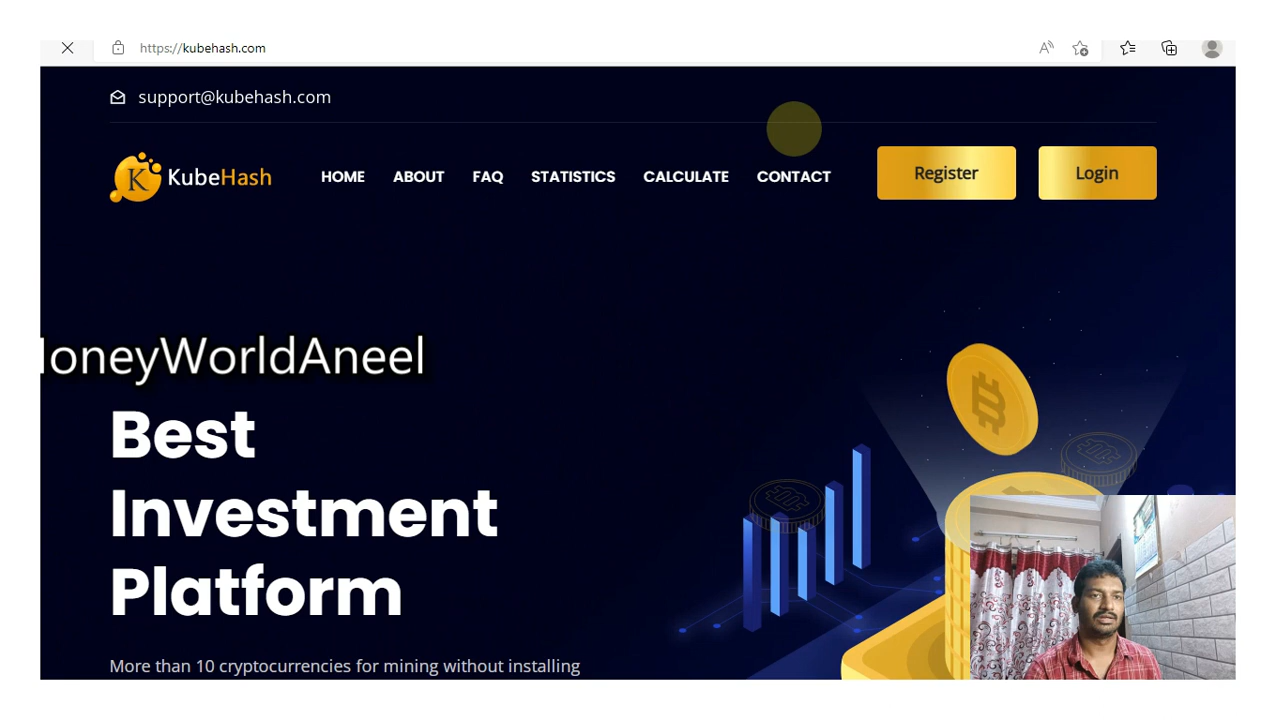 https://kubehash.com
support@kubehash.com
K KubeHash
HOME ABOUT FAQ STATISTICS CALCULATE CONTACT Register Login
oneyWorldAneel
Best
Investment
Platform
More than 10 cryptocurrencies for mining without installing